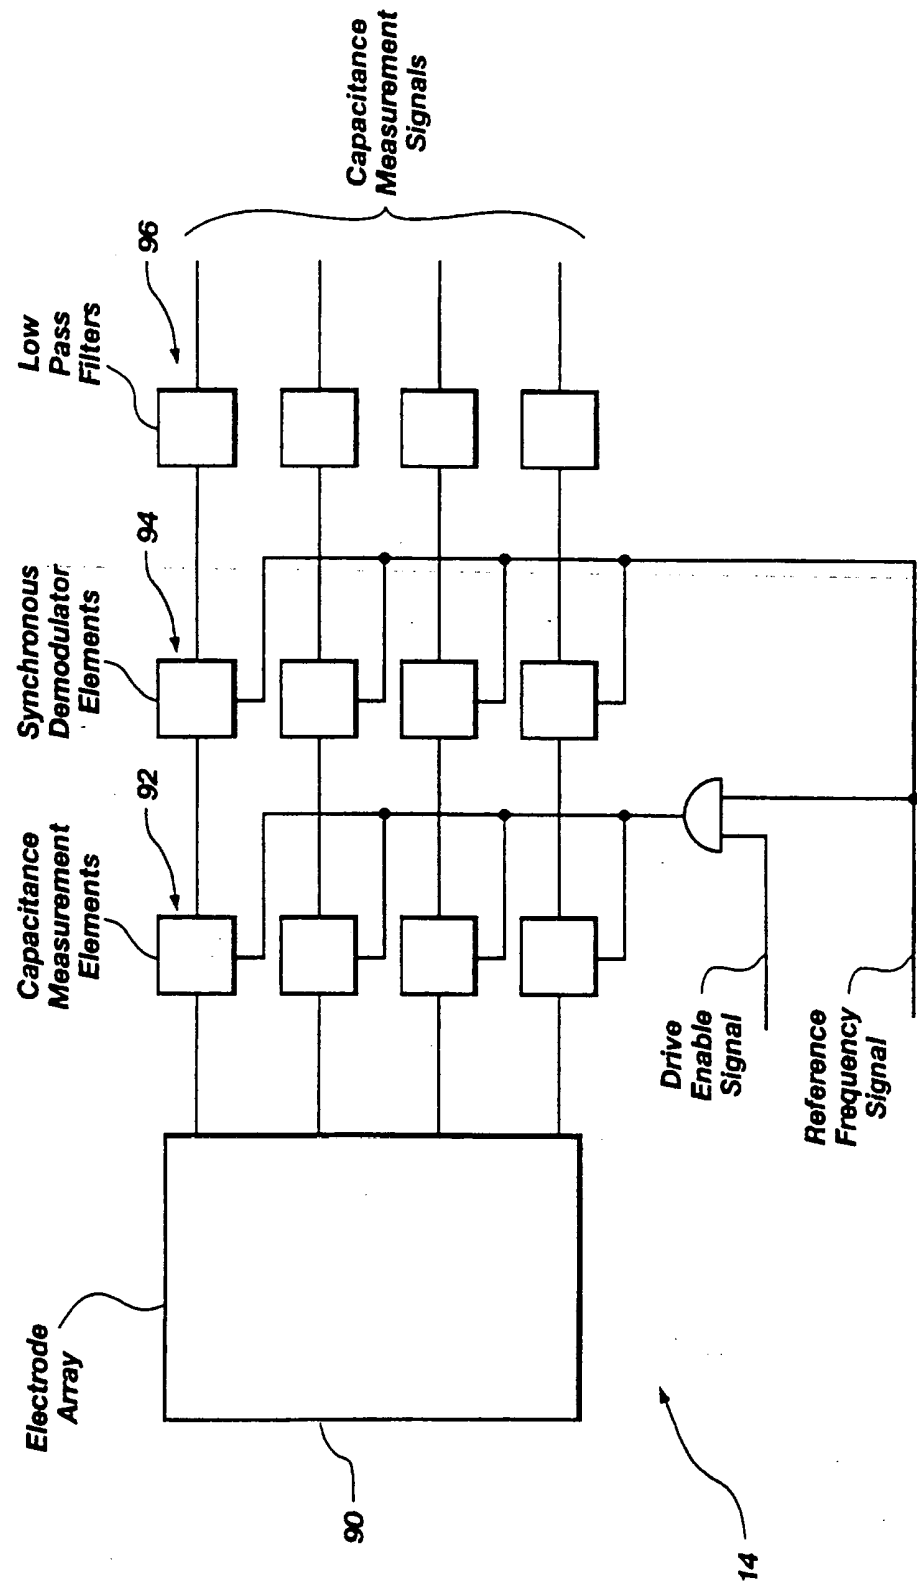 Electrode
Array
90
Capacitance
Measurement
Elements
92
Synchronous
Demodulator
Elements
94
Low
Pass
Filters
96
Capacitance
Measurement
Signals
Drive
Enable
Signal
Reference
Frequency
Signal
14